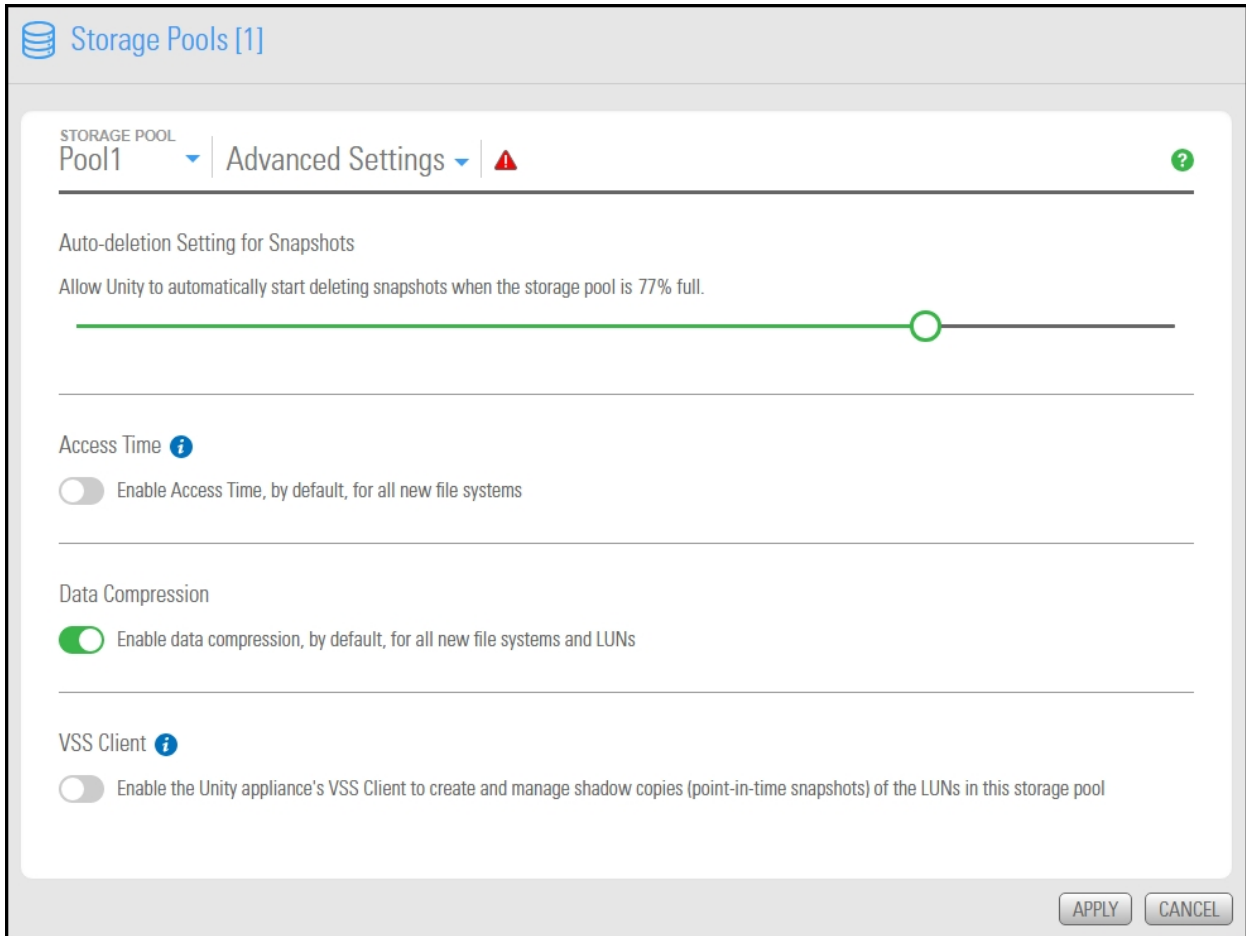 Storage Pools [1]
STORAGE POOL
Pool1
Advanced Settings
Auto-deletion Setting for Snapshots
Allow Unity to automatically start deleting snapshots when the storage pool is 77% full.
Access Time
Enable Access Time, by default, for all new file systems
Data Compression
Enable data compression, by default, for all new file systems and LUNs
VSS Client
Enable the Unity appliance's VSS Client to create and manage shadow copies (point-in-time snapshots) of the LUNs in this storage pool
APPLY
CANCEL